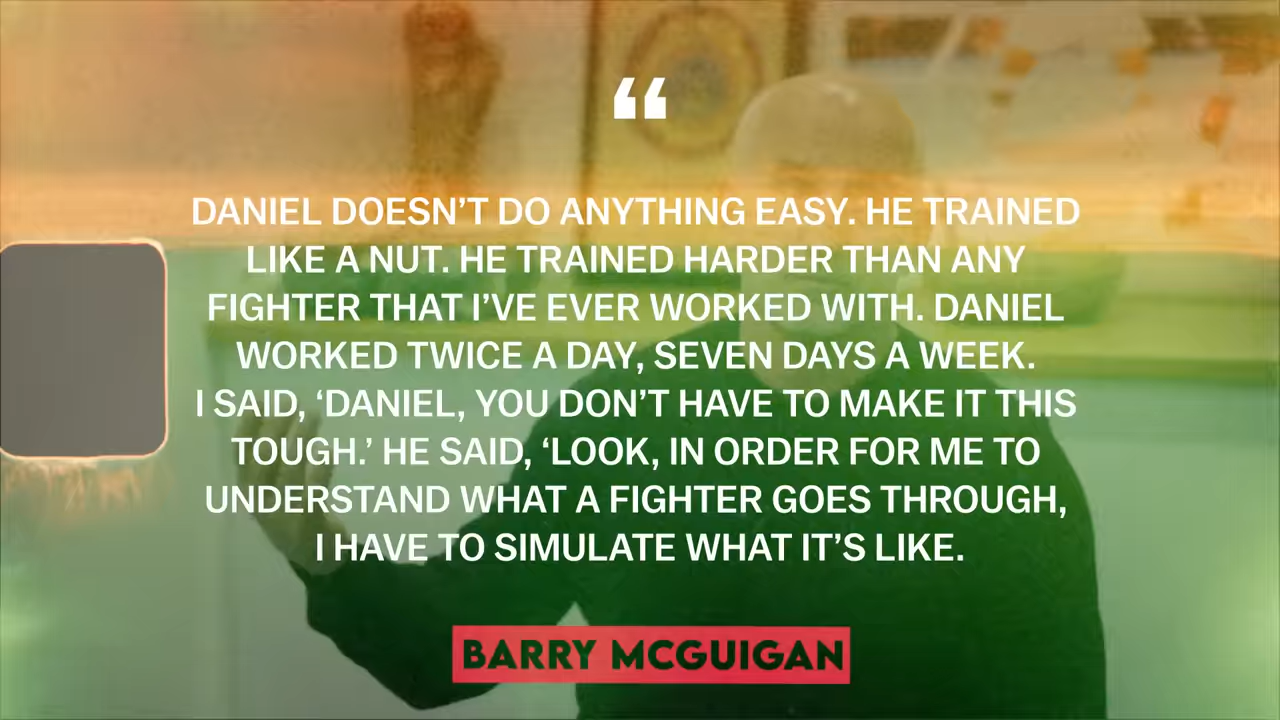 “
DANIEL DOESN’T DO ANYTHING EASY. HE TRAINED
LIKE A NUT. HE TRAINED HARDER THAN ANY
FIGHTER THAT I’VE EVER WORKED WITH. DANIEL
WORKED TWICE A DAY, SEVEN DAYS A WEEK.
I SAID, ‘DANIEL, YOU DON’T HAVE TO MAKE IT THIS
TOUGH.’ HE SAID, ‘LOOK, IN ORDER FOR ME TO
UNDERSTAND WHAT A FIGHTER GOES THROUGH,
I HAVE TO SIMULATE WHAT IT’S LIKE.
BARRY MCGUIGAN